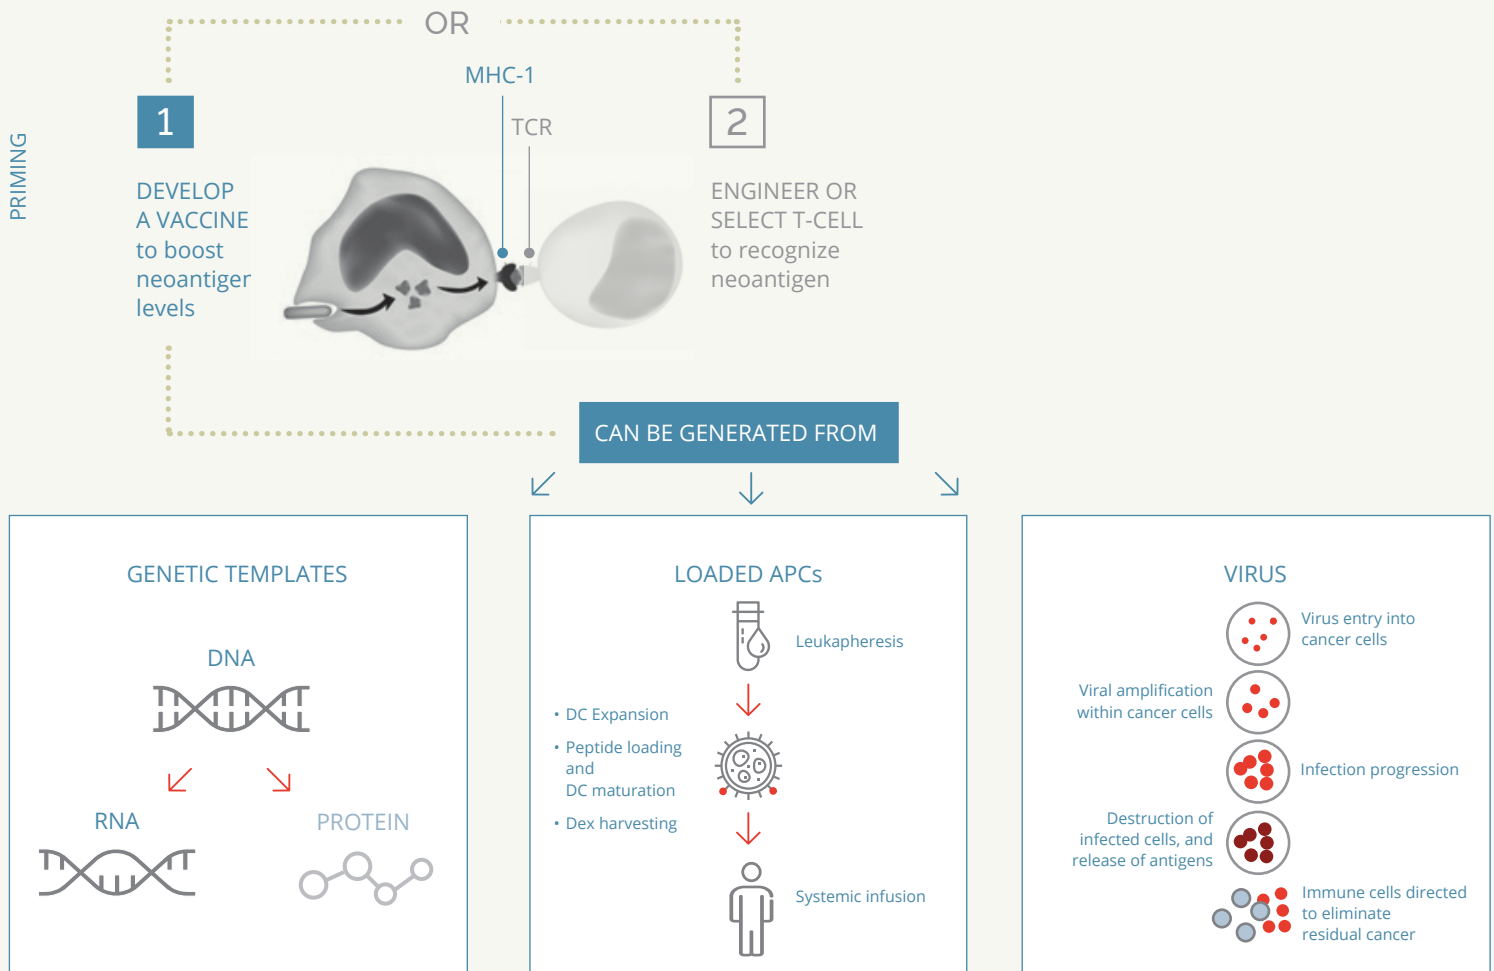 OR
MHC-1
TCR
PRIMING
1
DEVELOP
A VACCINE
to boost
neoantigen
levels
2
ENGINEER OR
SELECT T-CELL
to recognize
neoantigen
CAN BE GENERATED FROM
GENETIC TEMPLATES
DNA
RNA
PROTEIN
LOADED APCs
Leukapheresis
• DC Expansion
• Peptide loading
and
DC maturation
• Dex harvesting
Systemic infusion
VIRUS
Virus entry into
cancer cells
Viral amplification
within cancer cells
Infection progression
Destruction of
infected cells, and
release of antigens
Immune cells directed
to eliminate
residual cancer